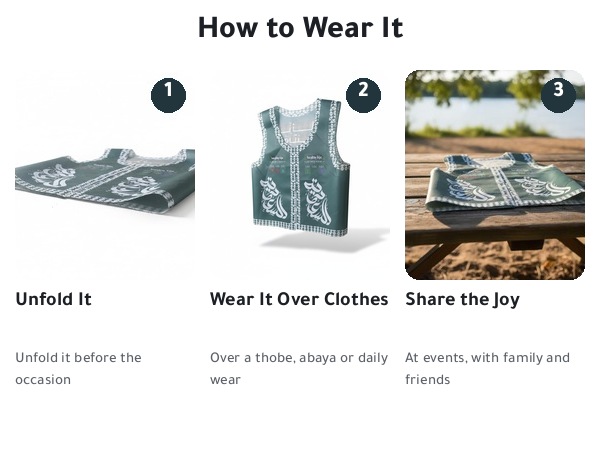 How to Wear It
1
2
3
Unfold It
Wear It Over Clothes
Share the Joy
Unfold it before the
occasion
Over a thobe, abaya or daily
wear
At events, with family and
friends